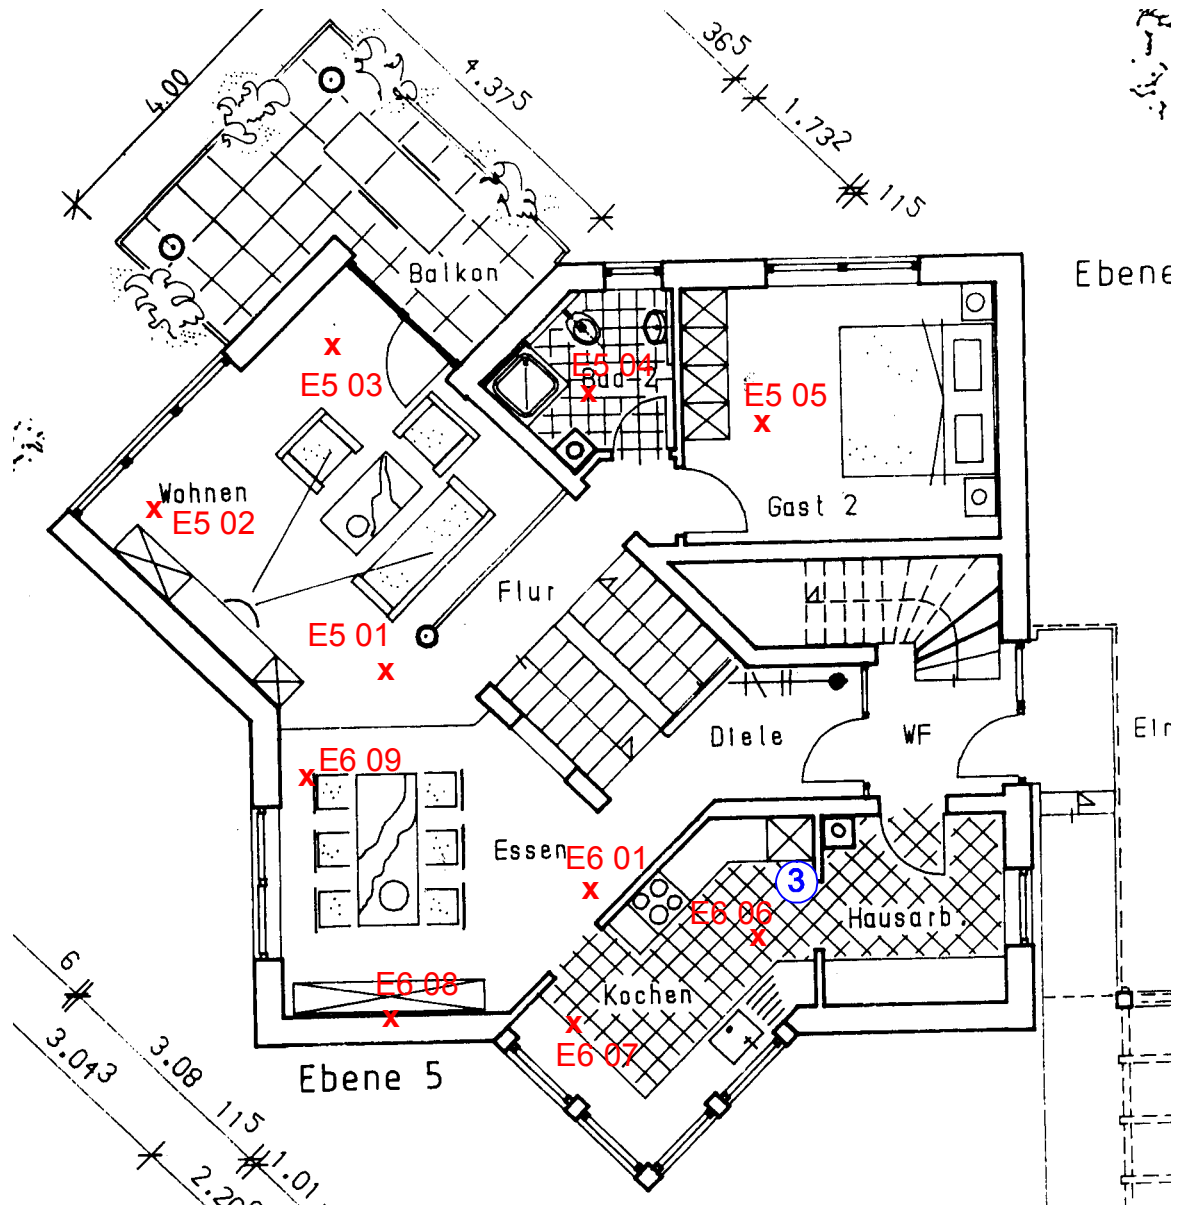 365
4.00
4.375
1.732
115
Balkon
Ebene
E5 03
E5 04
Bad 2
E5 05
Wohnen
E5 02
Gast 2
Flur
E5 01
Diele
WF
Ein
E6 09
Essen
E6 01
3
E6 06
Hausarb.
6
E6 08
Kochen
3.043
3.08
E6 07
Ebene 5
115
1.01